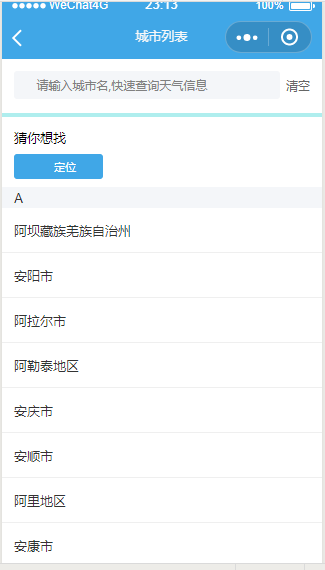 WeChat4G 23:13 100%
城市列表
请输入城市名,快速查询天气信息 清空
猜你想找
定位
A
阿坝藏族羌族自治州
安阳市
阿拉尔市
阿勒泰地区
安庆市
安顺市
阿里地区
安康市